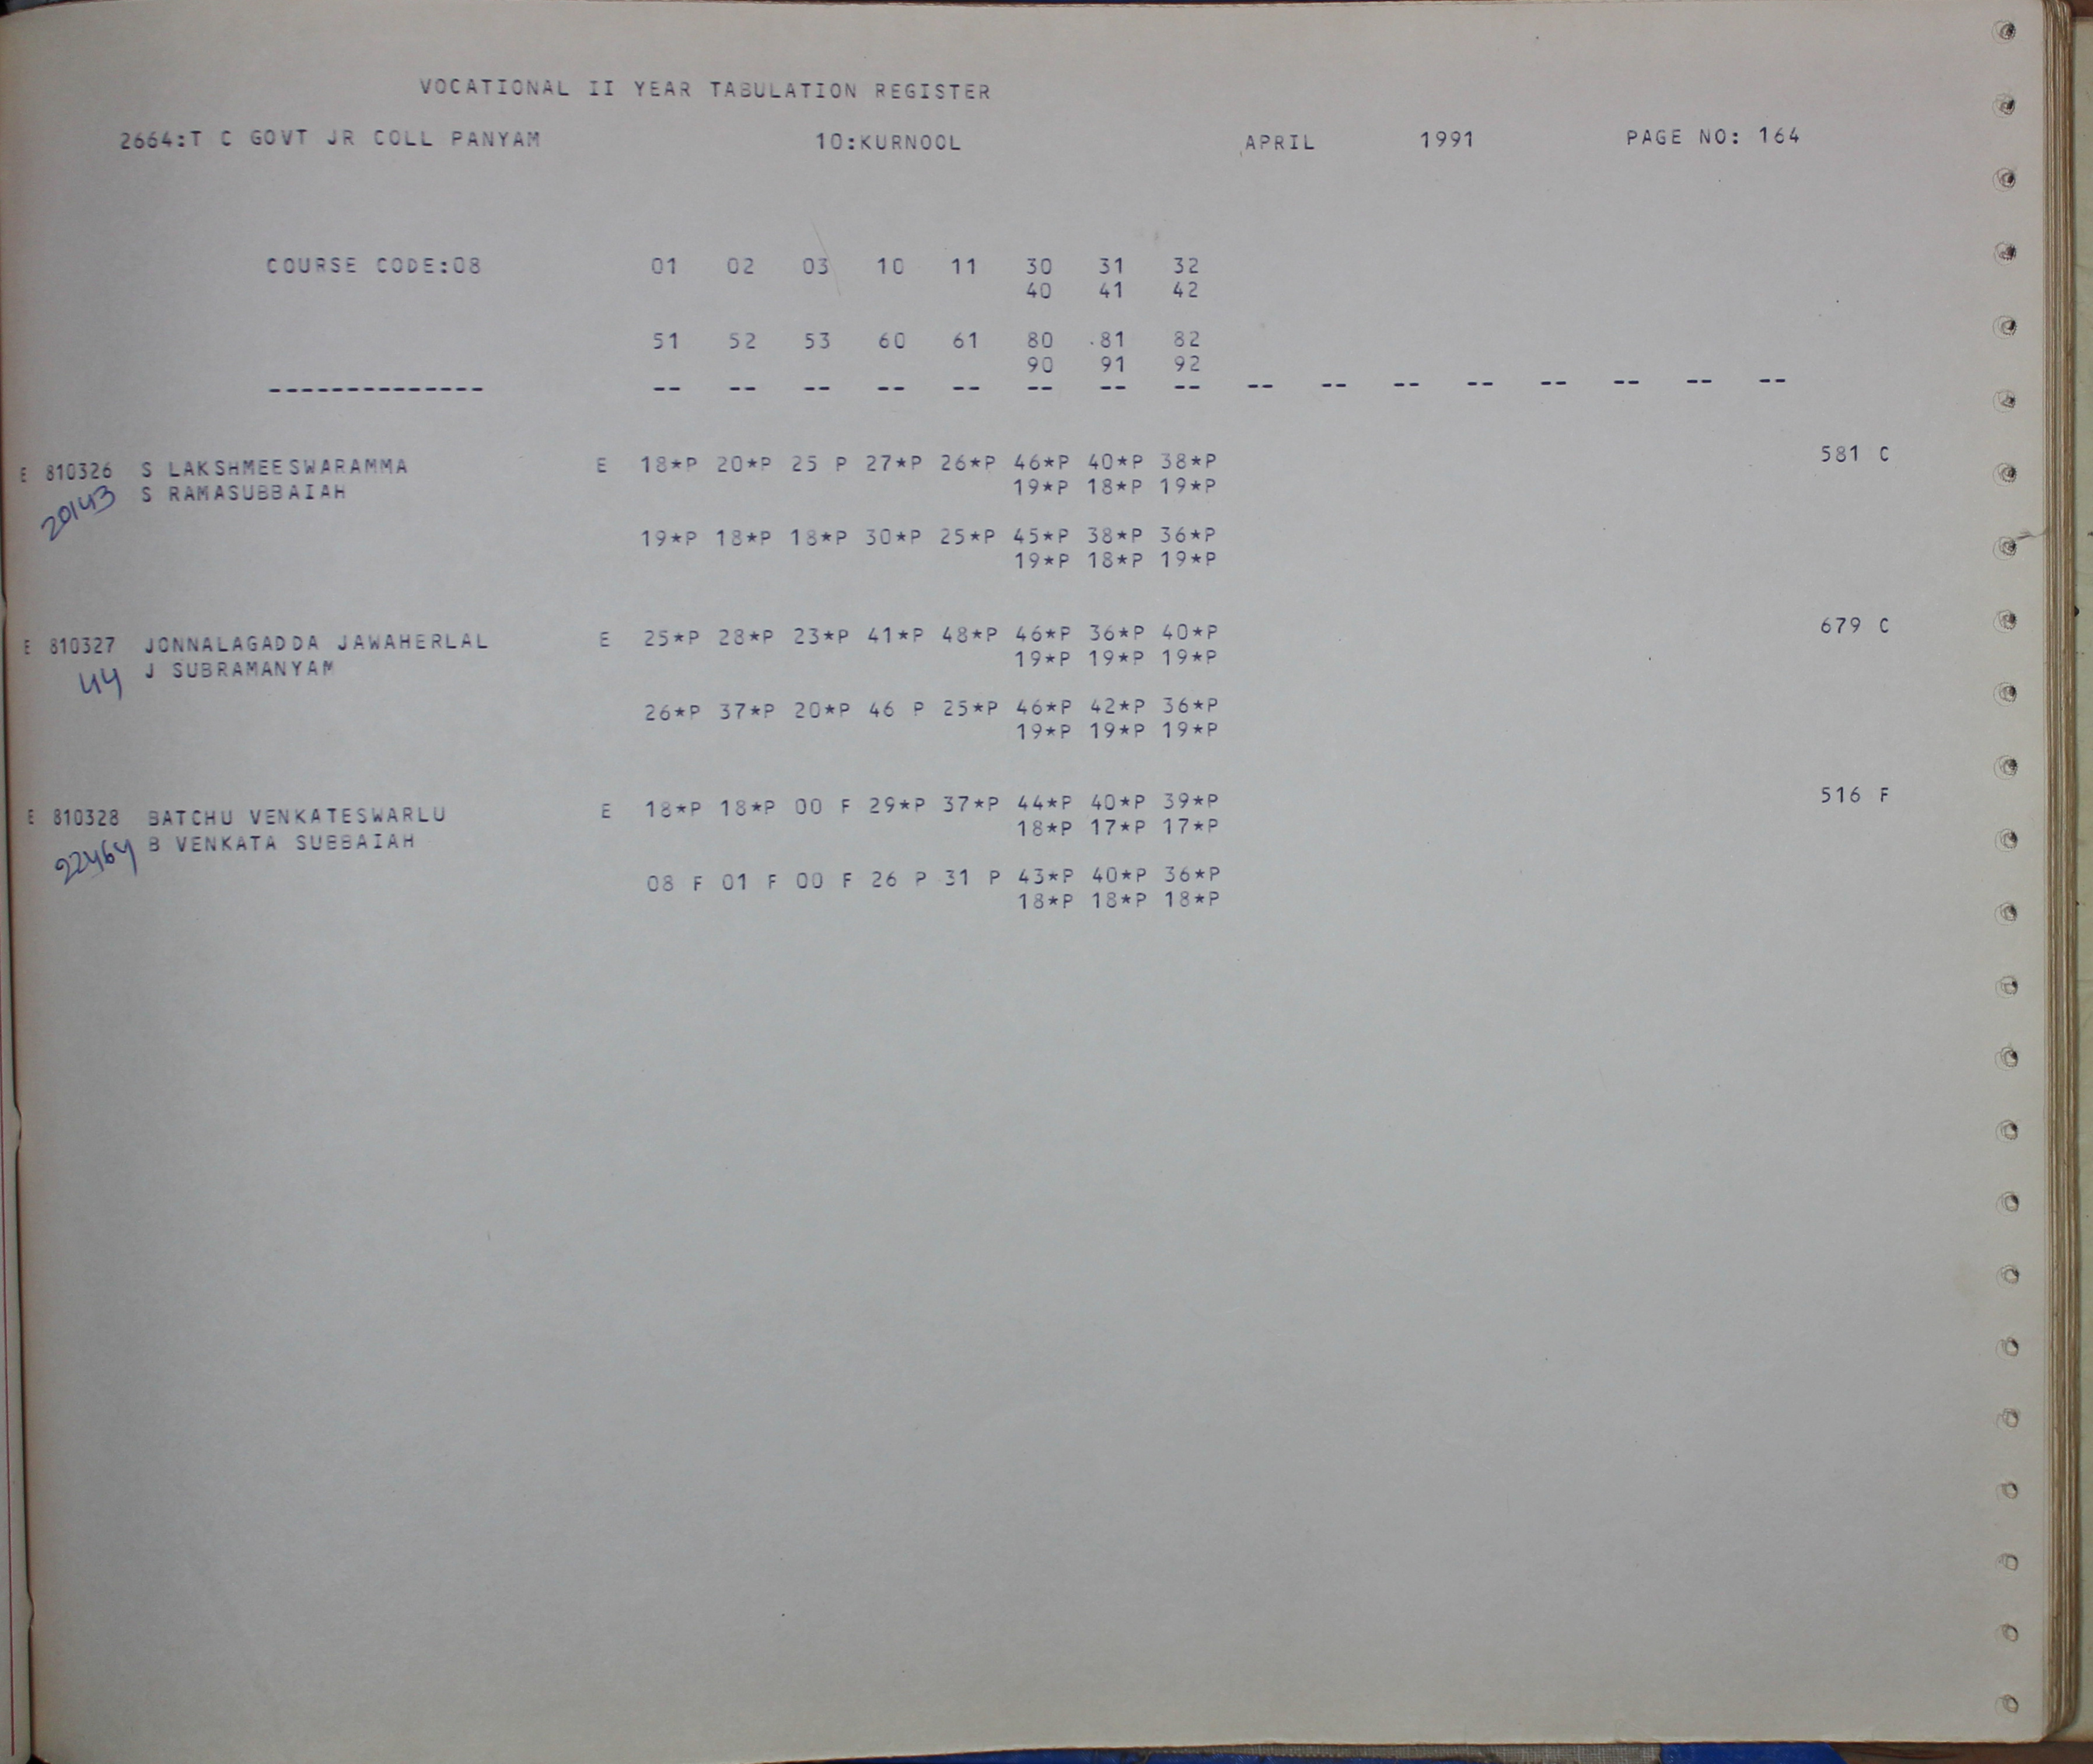 VOCATIONAL II YEAR TABULATION REGISTER
2664:T C GOVT JR COLL PANYAM 10:KURNOOL APRIL 1991 PAGE NO: 164
COURSE CODE:08 01 02 03 10 11 30 31 32
40 41 42
51 52 53 60 61 80 81 82
90 91 92
-------------- -- -- -- -- -- -- -- -- -- -- -- -- -- -- -- --
E 810326 S LAKSHMEESWARAMMA E 18*P 20*P 25 P 27*P 26*P 46*P 40*P 38*P 581 C
20143 S RAMASUBBAIAH 19*P 18*P 19*P
19*P 18*P 18*P 30*P 25*P 45*P 38*P 36*P
19*P 18*P 19*P
E 810327 JONNALAGADDA JAWAHERLAL E 25*P 28*P 23*P 41*P 48*P 46*P 36*P 40*P 679 C
44 J SUBRAMANYAM 19*P 19*P 19*P
26*P 37*P 20*P 46 P 25*P 46*P 42*P 36*P
19*P 19*P 19*P
E 810328 BATCHU VENKATESWARLU E 18*P 18*P 00 F 29*P 37*P 44*P 40*P 39*P 516 F
22464 B VENKATA SUBBAIAH 18*P 17*P 17*P
08 F 01 F 00 F 26 P 31 P 43*P 40*P 36*P
18*P 18*P 18*P